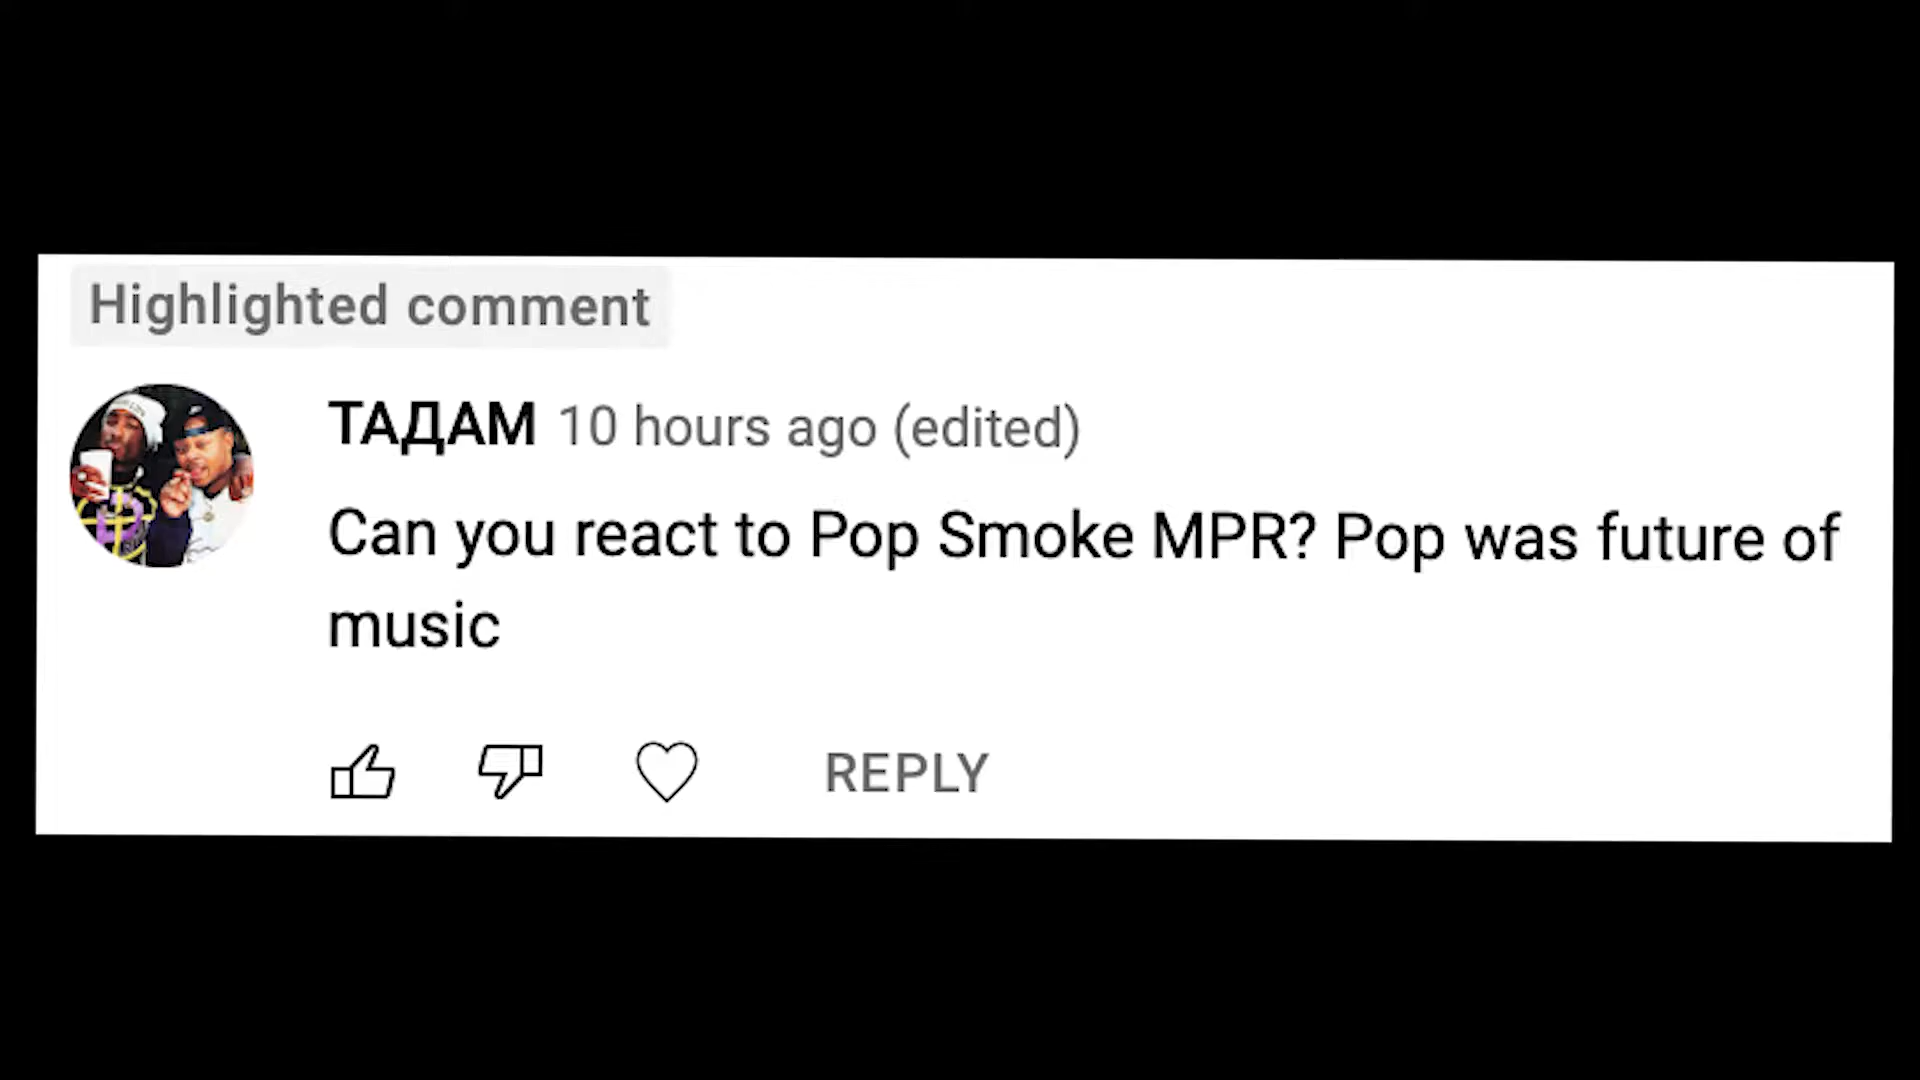 Highlighted comment
ТАДАМ 10 hours ago (edited)
Can you react to Pop Smoke MPR? Pop was future of
music
REPLY